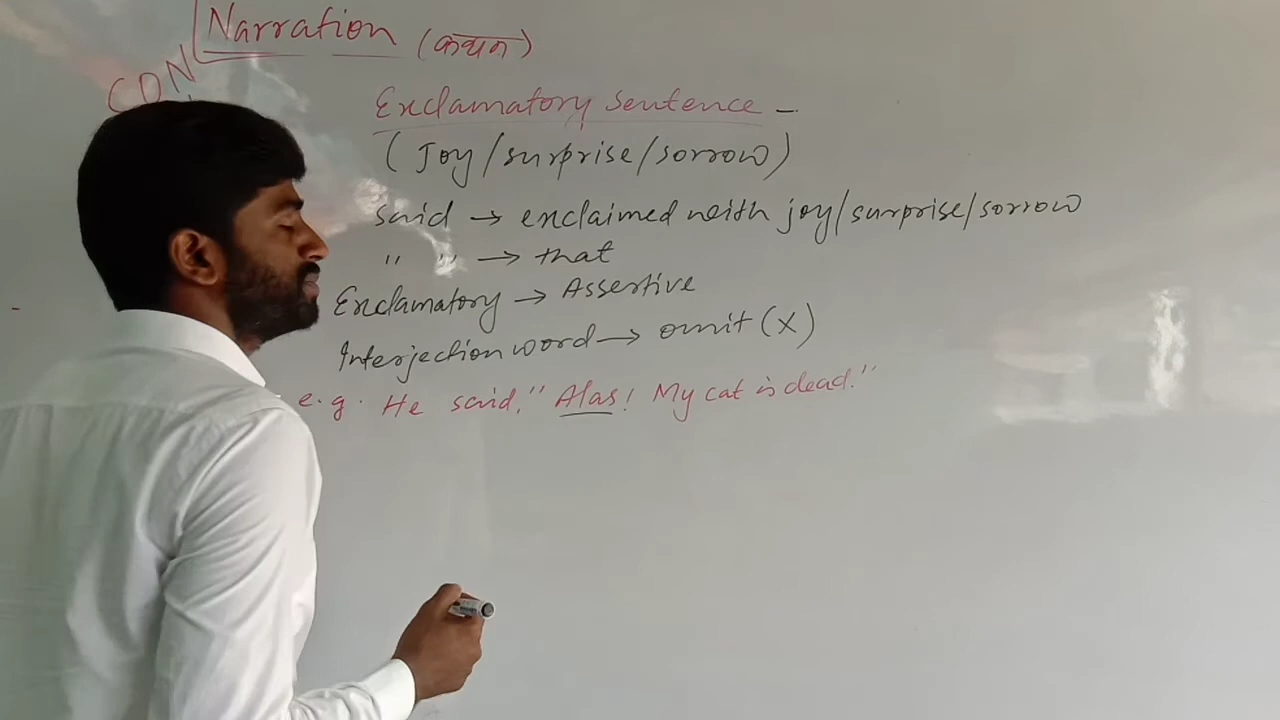 Narration (कथन)
CDN
Exclamatory sentence -
(Joy/surprise/sorrow)
said → exclaimed with joy/surprise/sorrow
" " → that
Exclamatory → Assertive
Interjection word → omit (X)
e.g. He said, "Alas! My cat is dead."